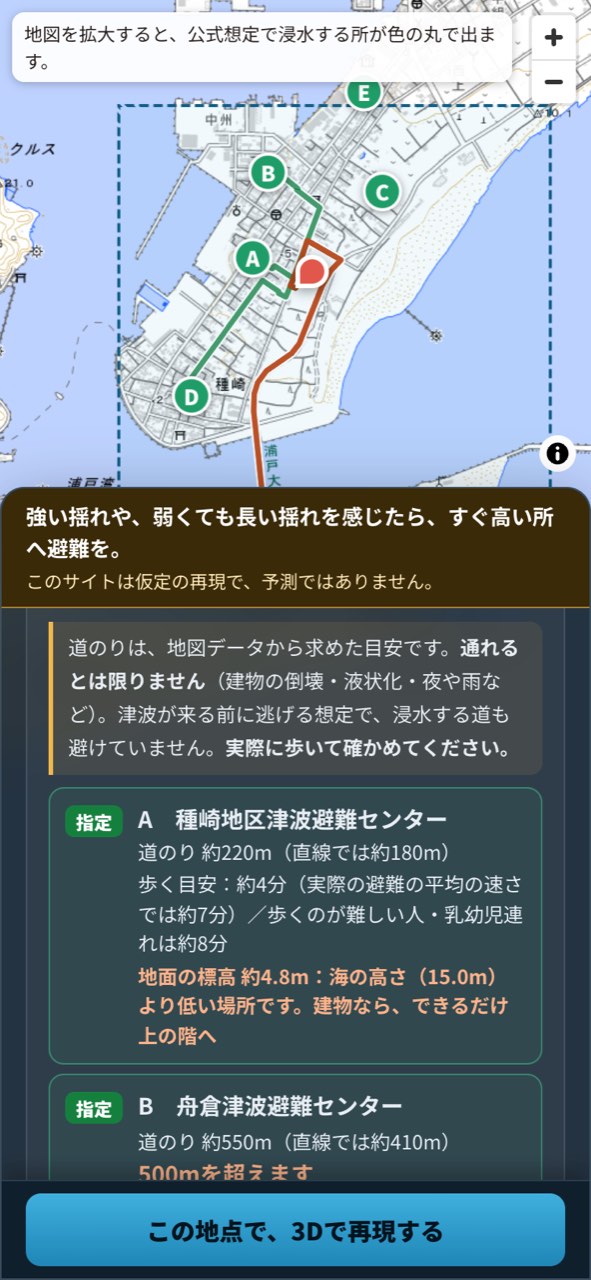 地図を拡大すると、公式想定で浸水する所が色の丸で出ま
す。
+
−
E
中州
クルス
21.0
B
C
A
5
D
種崎
2
浦戸大
浦戸湾
強い揺れや、弱くても長い揺れを感じたら、すぐ高い所
へ避難を。
このサイトは仮定の再現で、予測ではありません。
道のりは、地図データから求めた目安です。通れる
とは限りません（建物の倒壊・液状化・夜や雨な
ど）。津波が来る前に逃げる想定で、浸水する道も
避けていません。実際に歩いて確かめてください。
指定
A　種崎地区津波避難センター
道のり 約220m（直線では約180m）
歩く目安：約4分（実際の避難の平均の速さ
では約7分）／歩くのが難しい人・乳幼児連
れは約8分
地面の標高 約4.8m：海の高さ（15.0m）
より低い場所です。建物なら、できるだけ
上の階へ
指定
B　舟倉津波避難センター
道のり 約550m（直線では約410m）
500mを超えます
この地点で、3Dで再現する